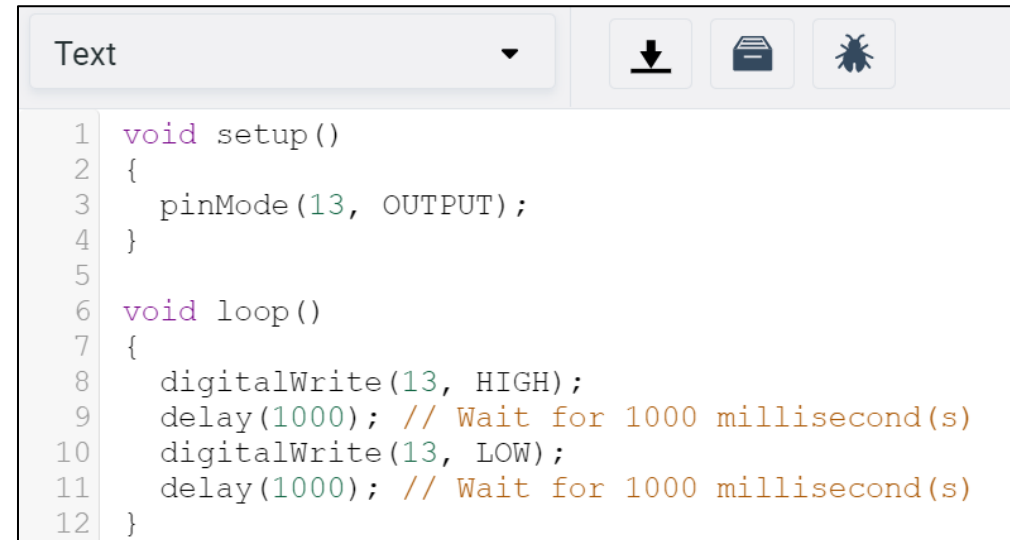 Text
1 void setup()
2 {
3   pinMode(13, OUTPUT);
4 }
5
6 void loop()
7 {
8   digitalWrite(13, HIGH);
9   delay(1000); // Wait for 1000 millisecond(s)
10   digitalWrite(13, LOW);
11   delay(1000); // Wait for 1000 millisecond(s)
12 }